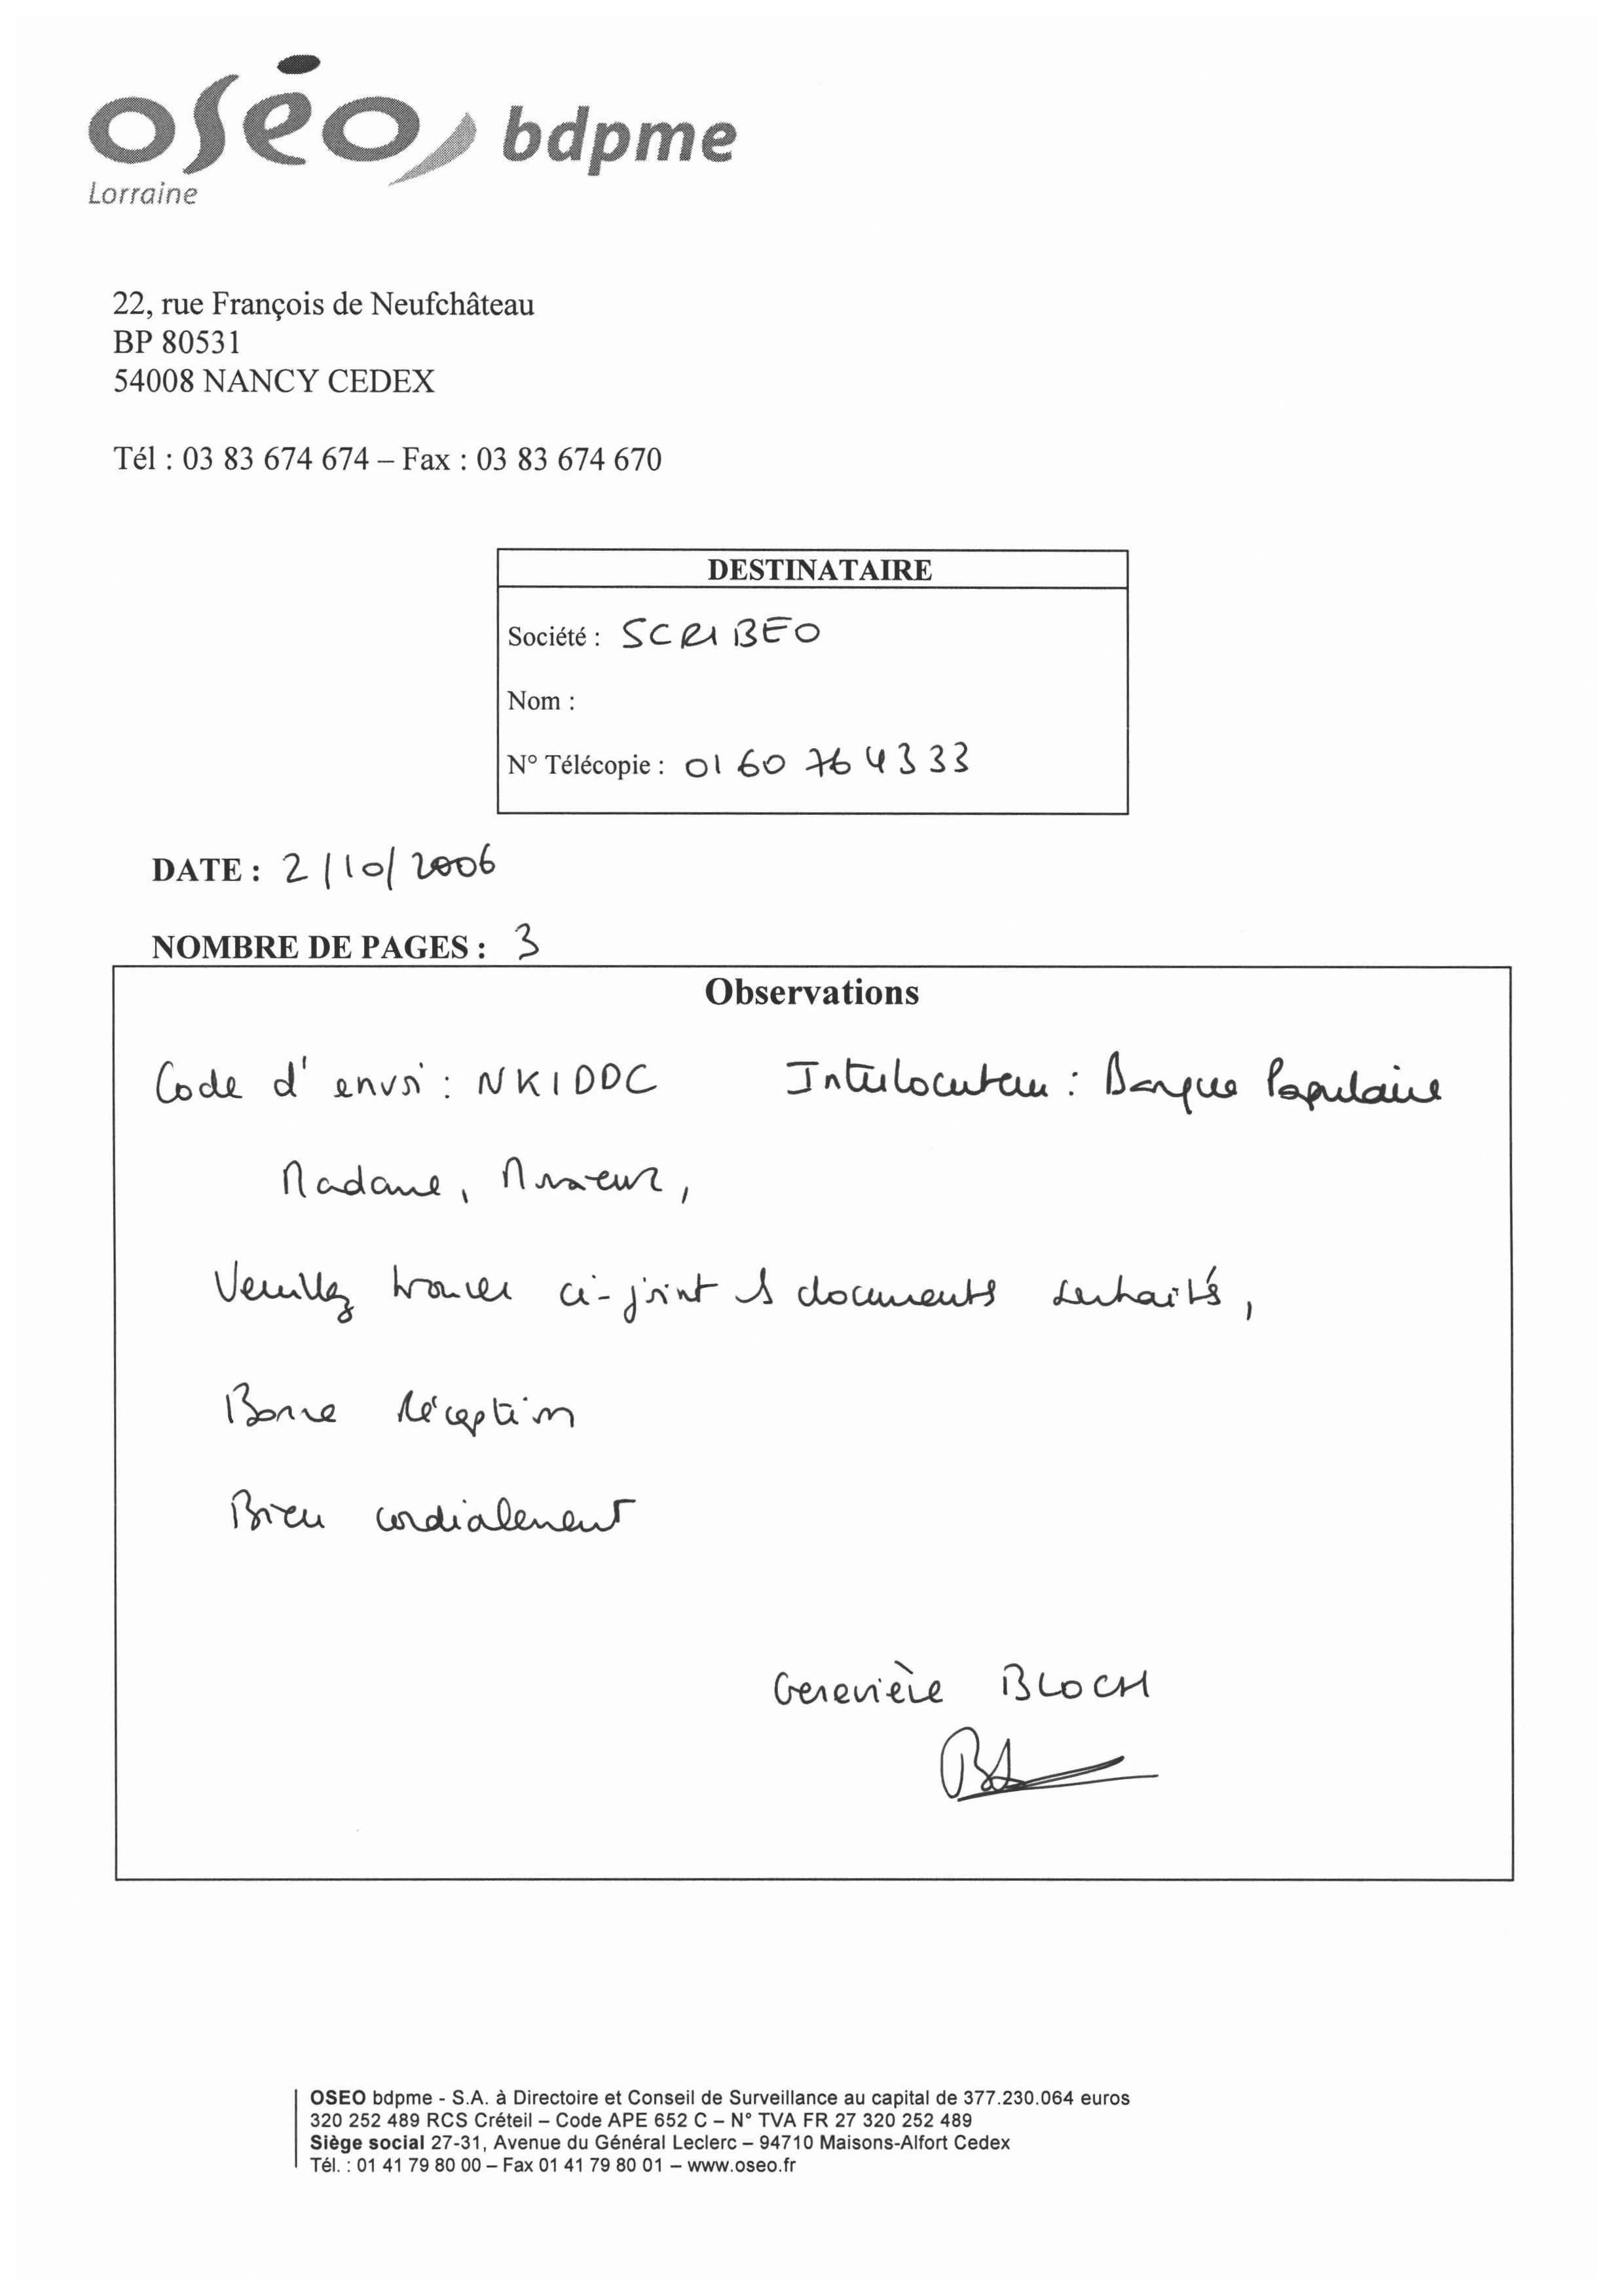 oséo bdpme
Lorraine
22, rue François de Neufchâteau
BP 80531
54008 NANCY CEDEX
Tél : 03 83 674 674 – Fax : 03 83 674 670
DESTINATAIRE
Société : SCRIBEO
Nom :
N° Télécopie : 01 60 76 43 33
DATE : 2/10/2006
NOMBRE DE PAGES : 3
Observations
Code d'envoi : NKIDDC Interlocuteur : Banque Populaire
Madame, Monsieur,
Veuillez trouver ci-joint les documents souhaités,
Bonne réception
Bien cordialement
Geneviève BLOCH
OSEO bdpme - S.A. à Directoire et Conseil de Surveillance au capital de 377.230.064 euros
320 252 489 RCS Créteil – Code APE 652 C – N° TVA FR 27 320 252 489
Siège social 27-31, Avenue du Général Leclerc – 94710 Maisons-Alfort Cedex
Tél. : 01 41 79 80 00 – Fax 01 41 79 80 01 – www.oseo.fr